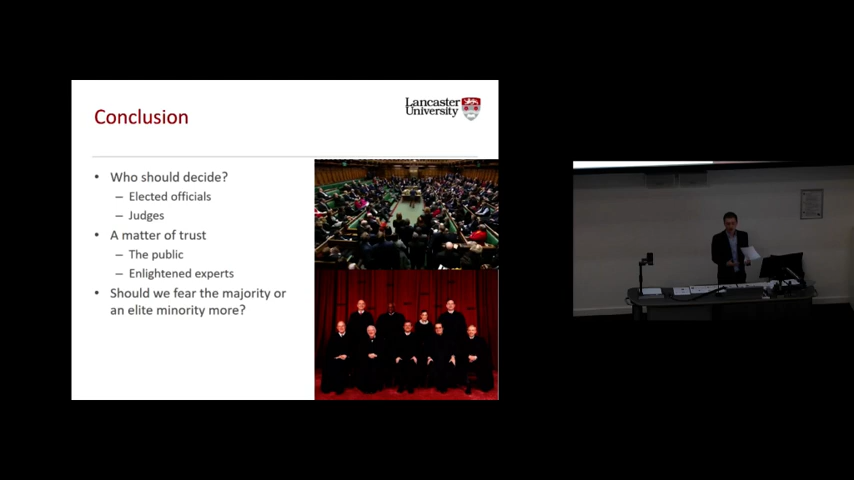 Conclusion
Lancaster
University
• Who should decide?
– Elected officials
– Judges
• A matter of trust
– The public
– Enlightened experts
• Should we fear the majority or
an elite minority more?